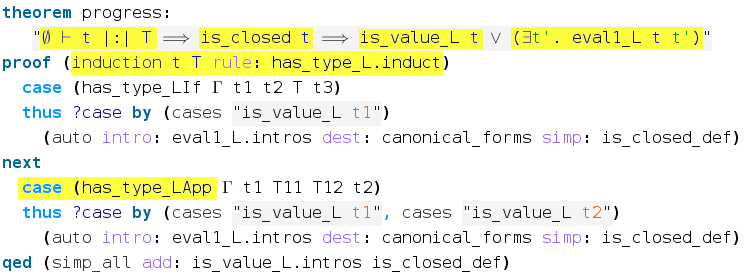 theorem progress:
"∅ ⊢ t |:| T ⟹ is_closed t ⟹ is_value_L t ∨ (∃t'. eval1_L t t')"
proof (induction t T rule: has_type_L.induct)
case (has_type_LIf Γ t1 t2 T t3)
thus ?case by (cases "is_value_L t1")
(auto intro: eval1_L.intros dest: canonical_forms simp: is_closed_def)
next
case (has_type_LApp Γ t1 T11 T12 t2)
thus ?case by (cases "is_value_L t1", cases "is_value_L t2")
(auto intro: eval1_L.intros dest: canonical_forms simp: is_closed_def)
qed (simp_all add: is_value_L.intros is_closed_def)